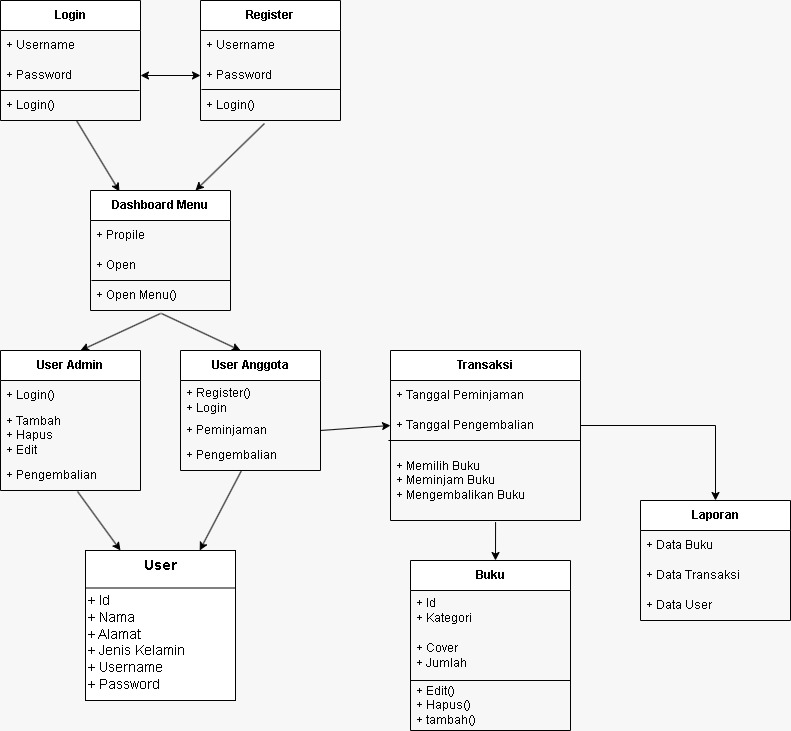 Login
+ Username
+ Password
+ Login()
Register
+ Username
+ Password
+ Login()
Dashboard Menu
+ Propile
+ Open
+ Open Menu()
User Admin
+ Login()
+ Tambah
+ Hapus
+ Edit
+ Pengembalian
User Anggota
+ Register()
+ Login
+ Peminjaman
+ Pengembalian
Transaksi
+ Tanggal Peminjaman
+ Tanggal Pengembalian
+ Memilih Buku
+ Meminjam Buku
+ Mengembalikan Buku
Laporan
+ Data Buku
+ Data Transaksi
+ Data User
User
+ Id
+ Nama
+ Alamat
+ Jenis Kelamin
+ Username
+ Password
Buku
+ Id
+ Kategori
+ Cover
+ Jumlah
+ Edit()
+ Hapus()
+ tambah()